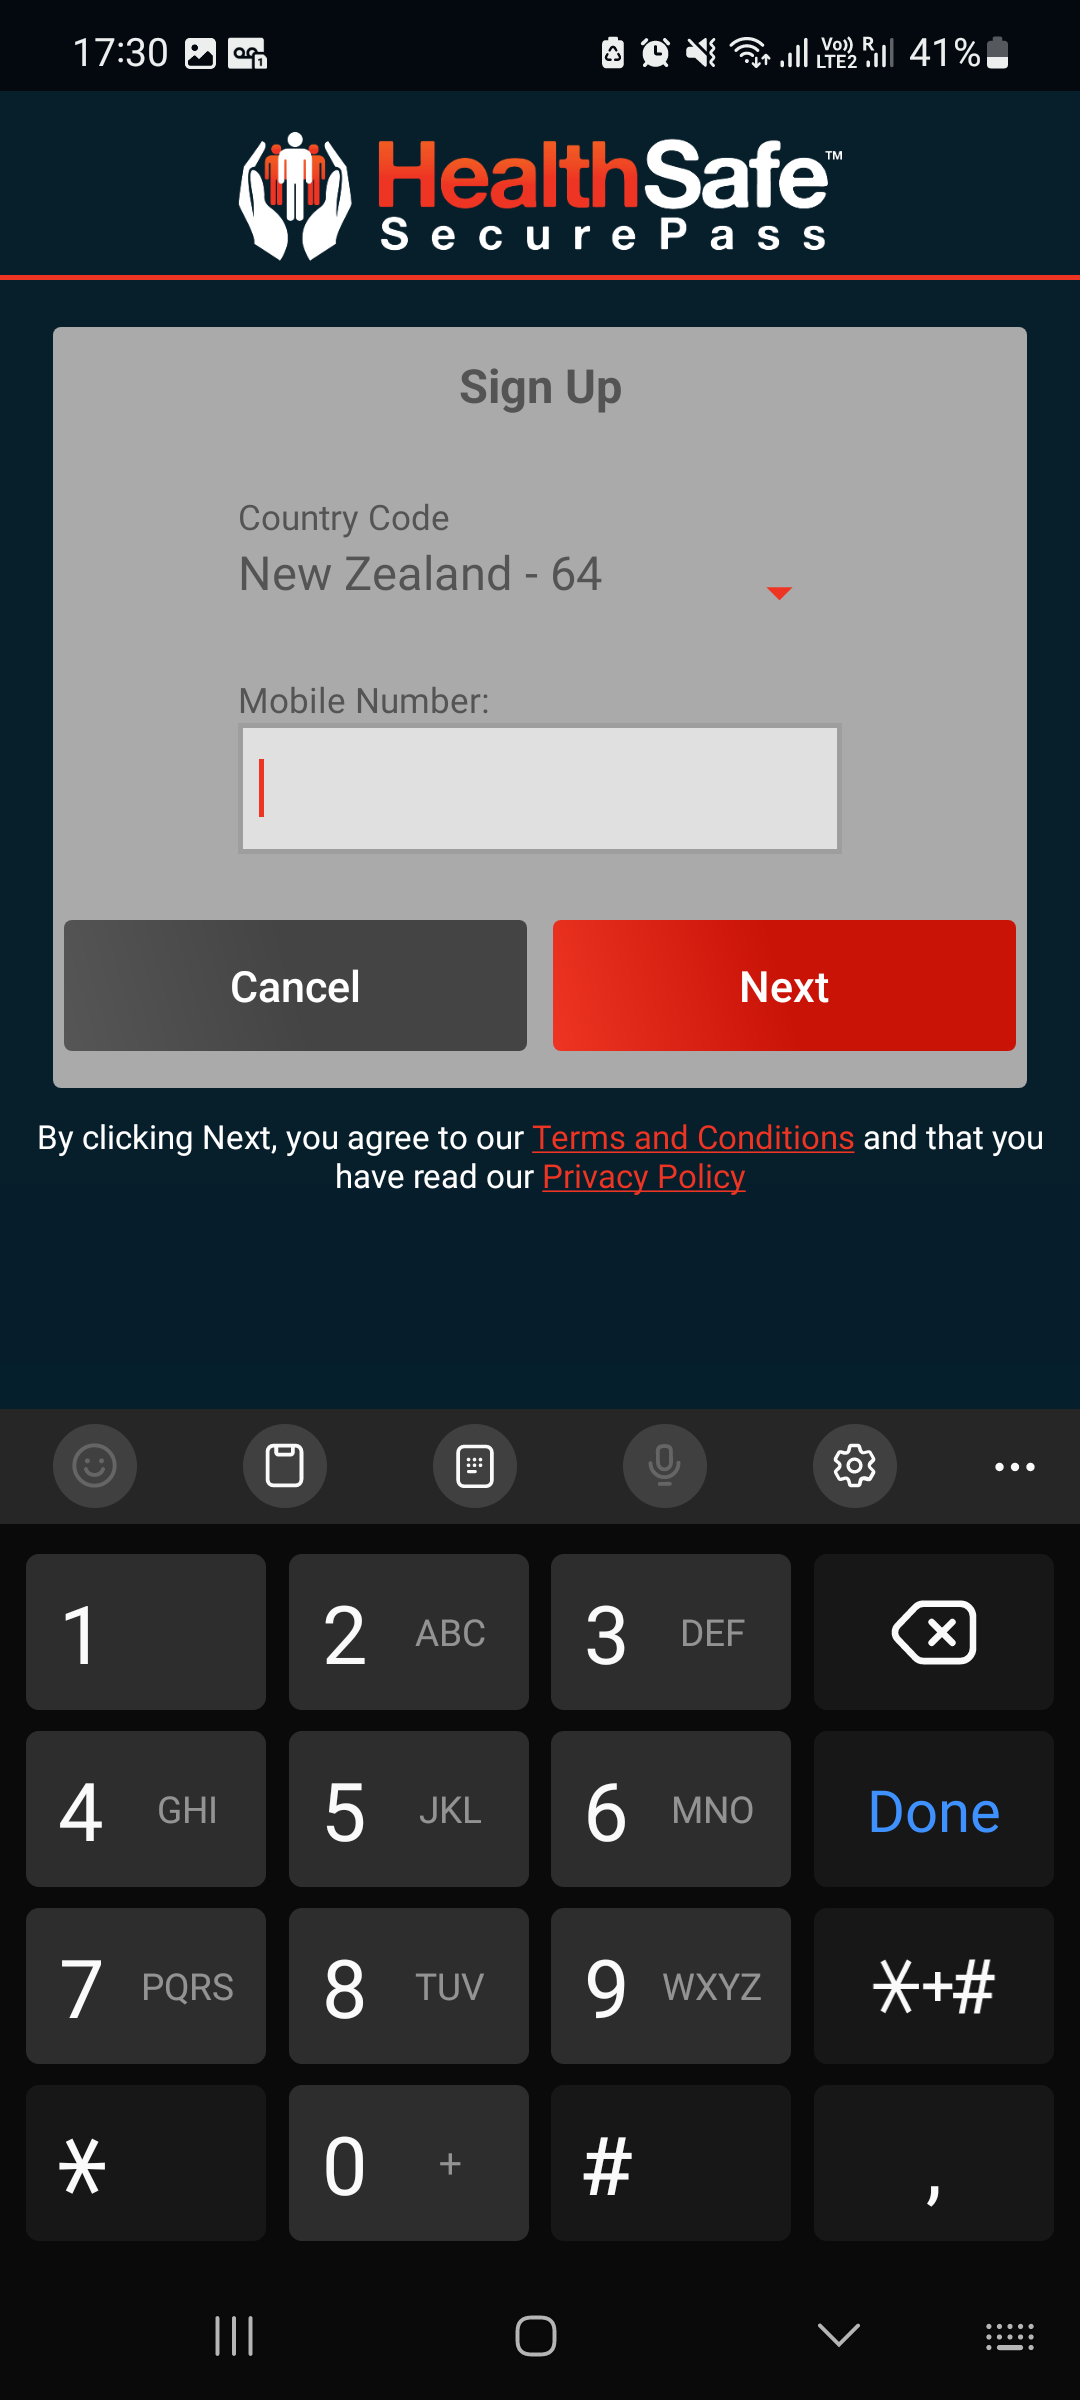 17:30
Vo)) LTE2 R 41%
HealthSafe™
SecurePass
Sign Up
Country Code
New Zealand - 64
Mobile Number:
Cancel
Next
By clicking Next, you agree to our Terms and Conditions and that you
have read our Privacy Policy
1
2 ABC
3 DEF
4 GHI
5 JKL
6 MNO
Done
7 PQRS
8 TUV
9 WXYZ
*+#
*
0 +
#
,